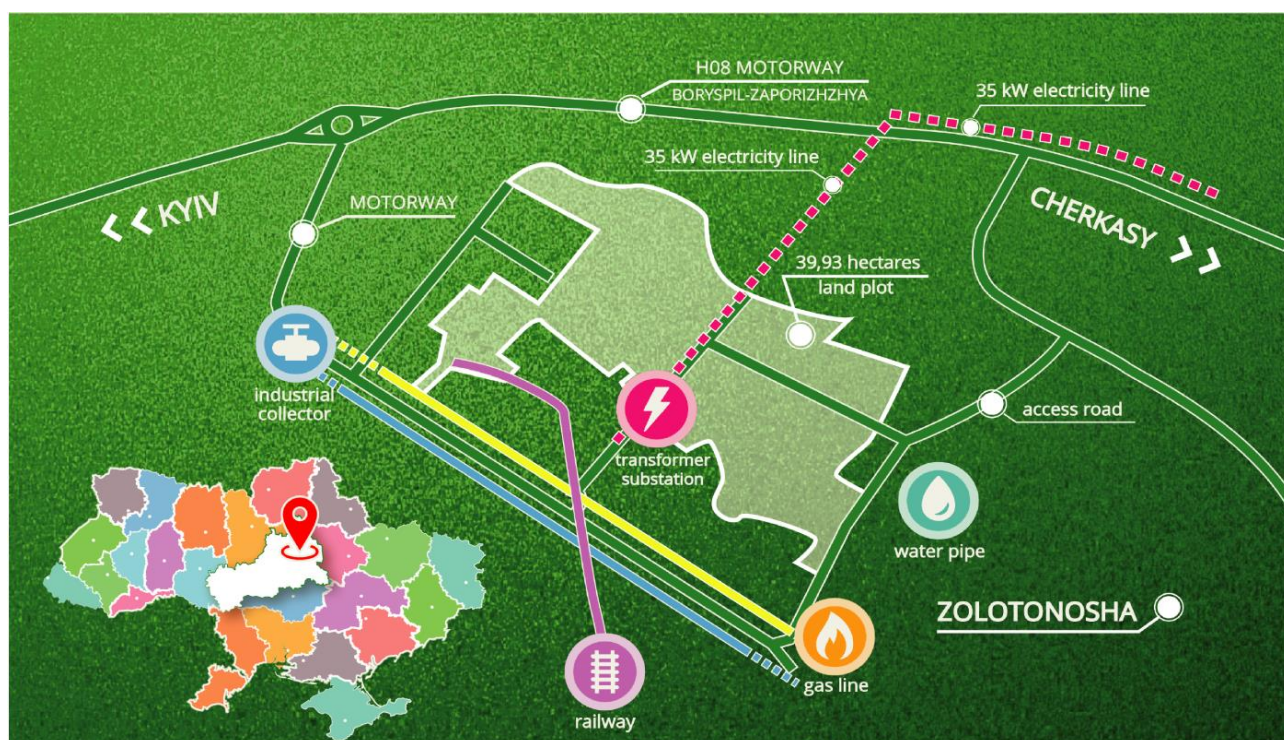 H08 MOTORWAY
BORYSPIL-ZAPORIZHZHYA
35 kW electricity line
35 kW electricity line
KYIV
MOTORWAY
CHERKASY
39,93 hectares
land plot
industrial
collector
access road
transformer
substation
water pipe
ZOLOTONOSHA
gas line
railway